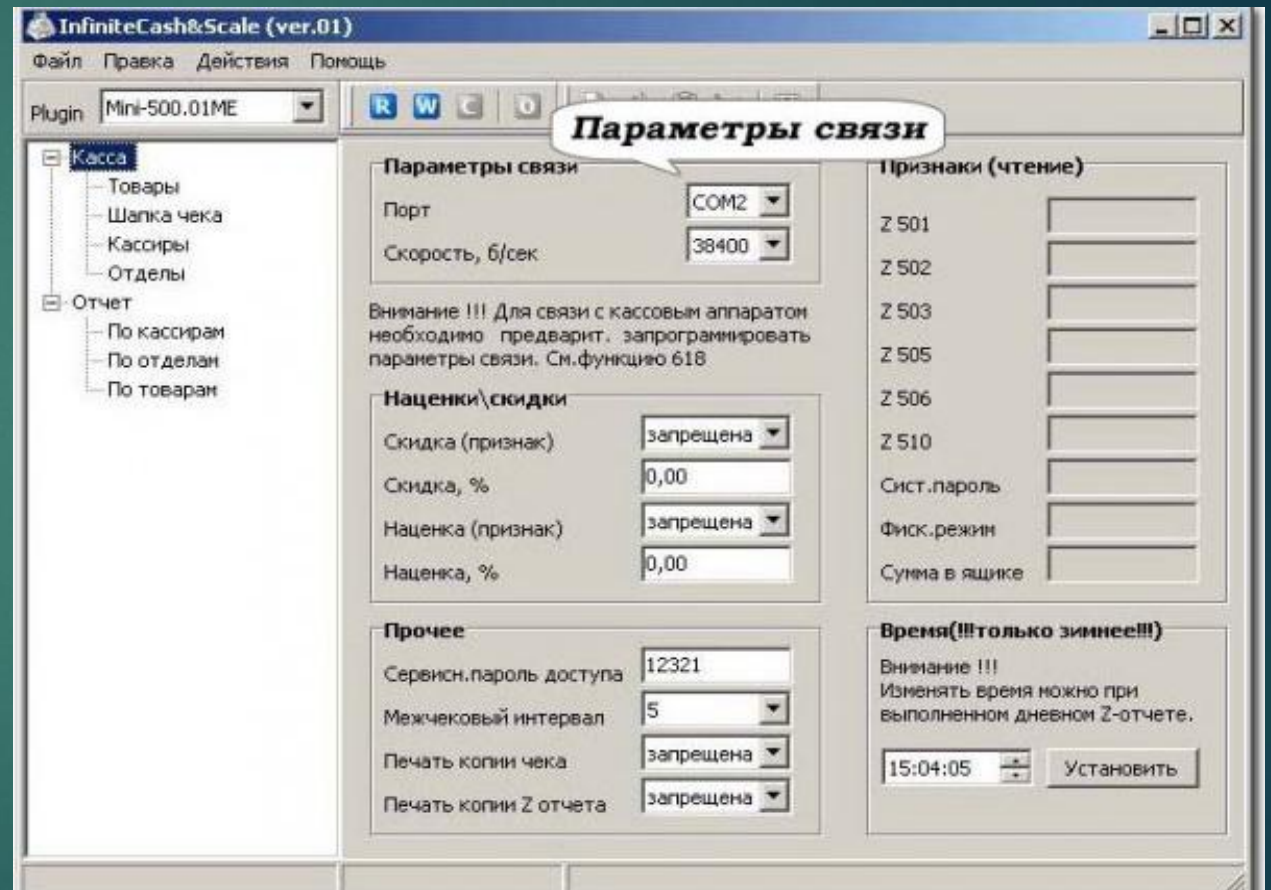 InfiniteCash&Scale (ver.01)
Файл Правка Действия Помощь
Plugin Mini-500.01ME
R W C O
Параметры связи
Касса
Товары
Шапка чека
Кассиры
Отделы
Отчет
По кассирам
По отделам
По товарам
Параметры связи
Порт COM2
Скорость, б/сек 38400
Внимание !!! Для связи с кассовым аппаратом
необходимо предварит. запрограммировать
параметры связи. См.функцию 618
Наценки\скидки
Скидка (признак) запрещена
Скидка, % 0,00
Наценка (признак) запрещена
Наценка, % 0,00
Прочее
Сервисн.пароль доступа 12321
Межчековый интервал 5
Печать копии чека запрещена
Печать копии Z отчета запрещена
Признаки (чтение)
Z 501
Z 502
Z 503
Z 505
Z 506
Z 510
Сист.пароль
Фиск.режим
Сумма в ящике
Время(!!!только зимнее!!!)
Внимание !!!
Изменять время можно при
выполненном дневном Z-отчете.
15:04:05 Установить